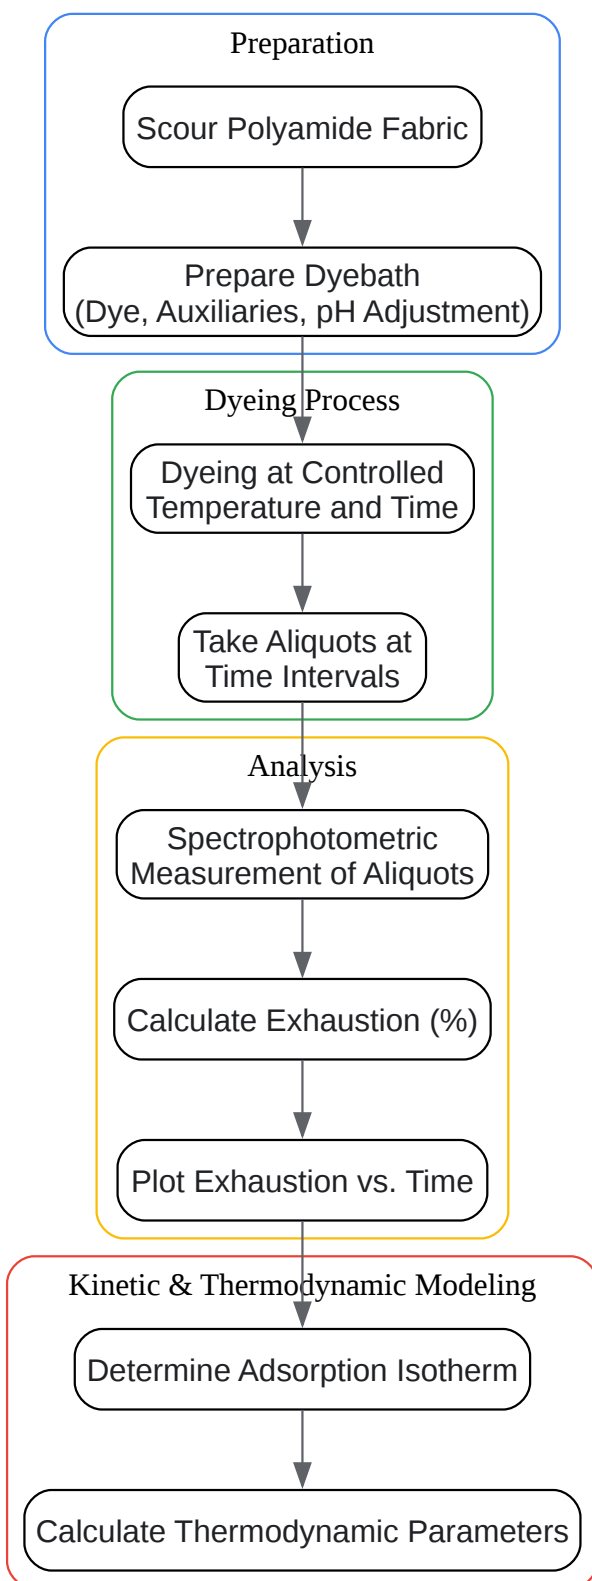 Preparation
Scour Polyamide Fabric
Prepare Dyebath
(Dye, Auxiliaries, pH Adjustment)
Dyeing Process
Dyeing at Controlled
Temperature and Time
Take Aliquots at
Time Intervals
Analysis
Spectrophotometric
Measurement of Aliquots
Calculate Exhaustion (%)
Plot Exhaustion vs. Time
Kinetic & Thermodynamic Modeling
Determine Adsorption Isotherm
Calculate Thermodynamic Parameters